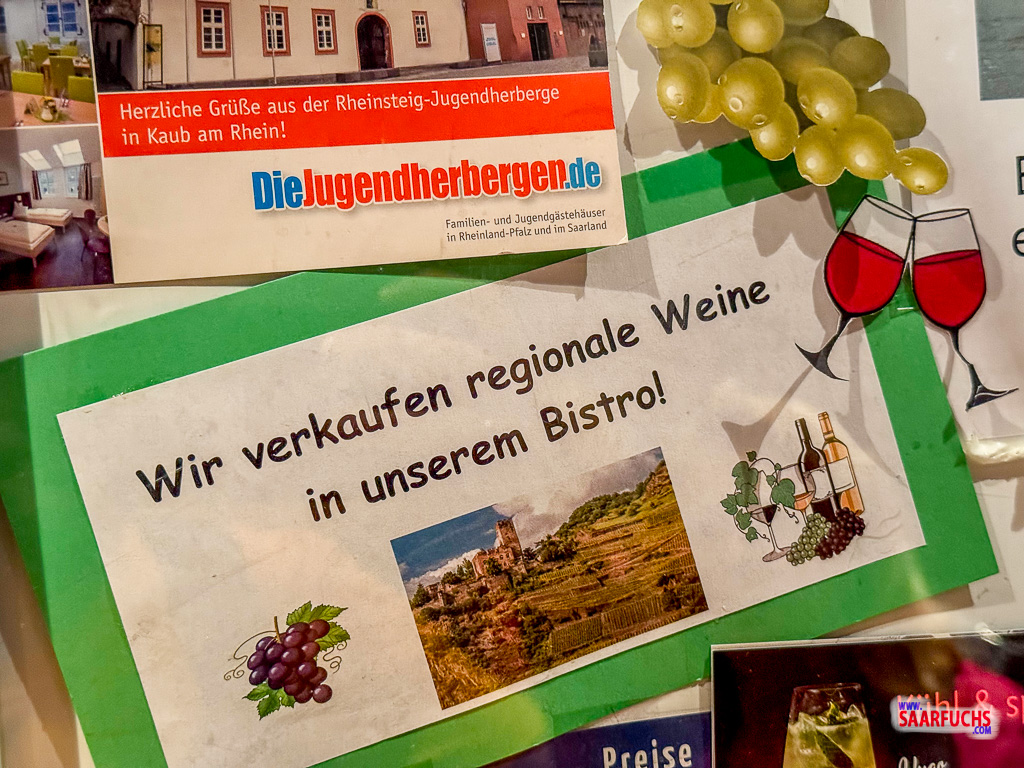 Herzliche Grüße aus der Rheinsteig-Jugendherberge
in Kaub am Rhein!
DieJugendherbergen.de
Familien- und Jugendgästehäuser
in Rheinland-Pfalz und im Saarland
Wir verkaufen regionale Weine
in unserem Bistro!
Preise
Hugo
WWW.
SAARFUCHS
.COM